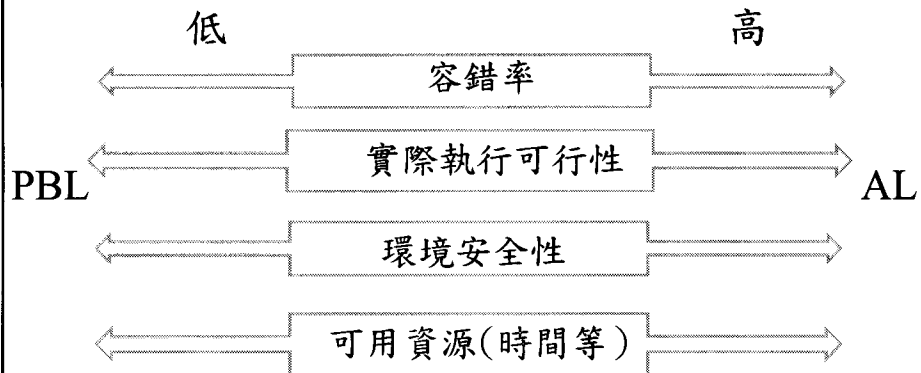 低 高
容錯率
實際執行可行性
PBL AL
環境安全性
可用資源(時間等)